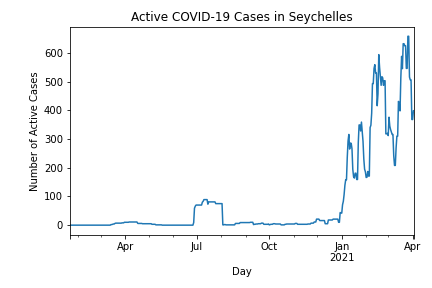 Active COVID-19 Cases in Seychelles
Number of Active Cases
600
500
400
300
200
100
0
Apr
Jul
Oct
Jan
2021
Apr
Day